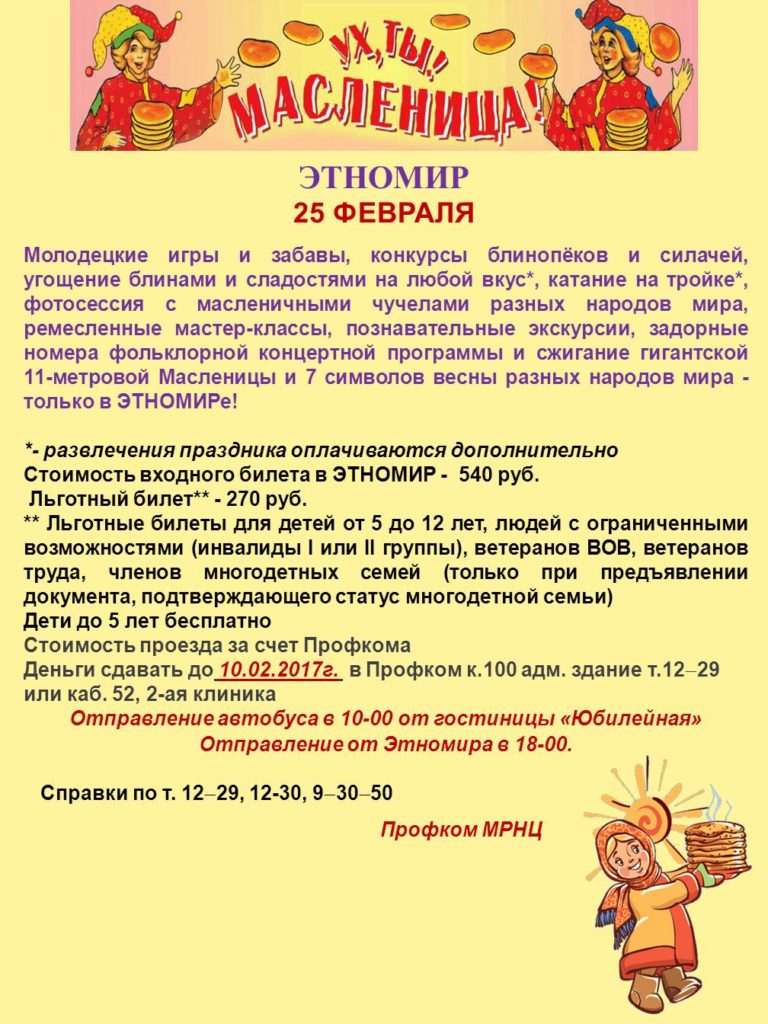 УХ, ТЫ!
МАСЛЕНИЦА!
ЭТНОМИР
25 ФЕВРАЛЯ
Молодецкие игры и забавы, конкурсы блинопёков и силачей,
угощение блинами и сладостями на любой вкус*, катание на тройке*,
фотосессия с масленичными чучелами разных народов мира,
ремесленные мастер-классы, познавательные экскурсии, задорные
номера фольклорной концертной программы и сжигание гигантской
11-метровой Масленицы и 7 символов весны разных народов мира -
только в ЭТНОМИРе!
*- развлечения праздника оплачиваются дополнительно
Стоимость входного билета в ЭТНОМИР - 540 руб.
Льготный билет** - 270 руб.
** Льготные билеты для детей от 5 до 12 лет, людей с ограниченными
возможностями (инвалиды I или II группы), ветеранов ВОВ, ветеранов
труда, членов многодетных семей (только при предъявлении
документа, подтверждающего статус многодетной семьи)
Дети до 5 лет бесплатно
Стоимость проезда за счет Профкома
Деньги сдавать до 10.02.2017г. в Профком к.100 адм. здание т.12–29
или каб. 52, 2-ая клиника
Отправление автобуса в 10-00 от гостиницы «Юбилейная»
Отправление от Этномира в 18-00.
Справки по т. 12–29, 12-30, 9–30–50
Профком МРНЦ